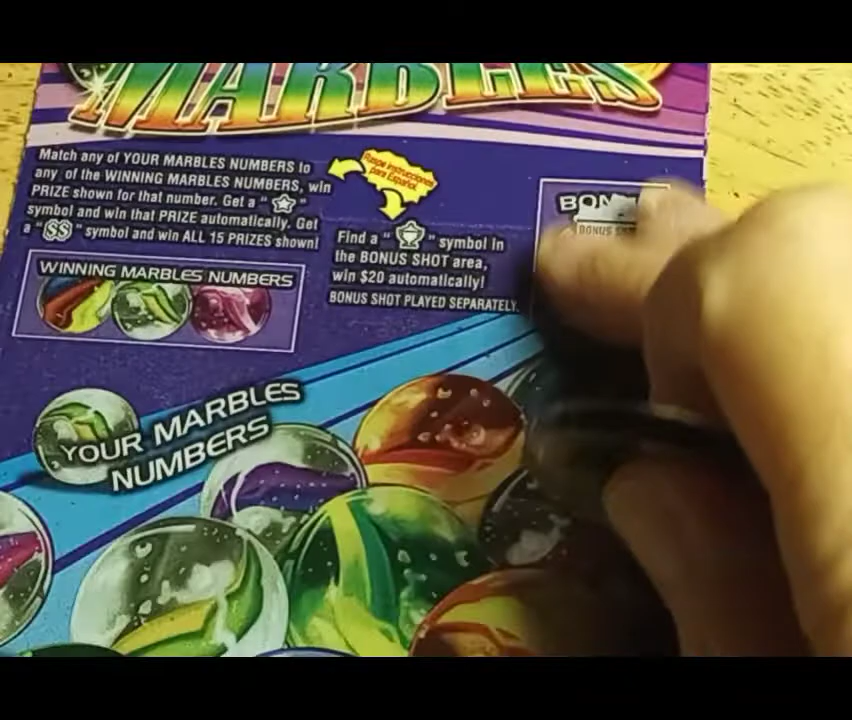 MARBLES
Match any of YOUR MARBLES NUMBERS to
any of the WINNING MARBLES NUMBERS, win
PRIZE shown for that number. Get a " "
symbol and win that PRIZE automatically. Get
a "$$" symbol and win ALL 15 PRIZES shown!
Raspe instrucciones
para Español.
Find a " " symbol in
the BONUS SHOT area,
win $20 automatically!
BONUS SHOT PLAYED SEPARATELY.
BONUS
WINNING MARBLES NUMBERS
YOUR MARBLES
NUMBERS